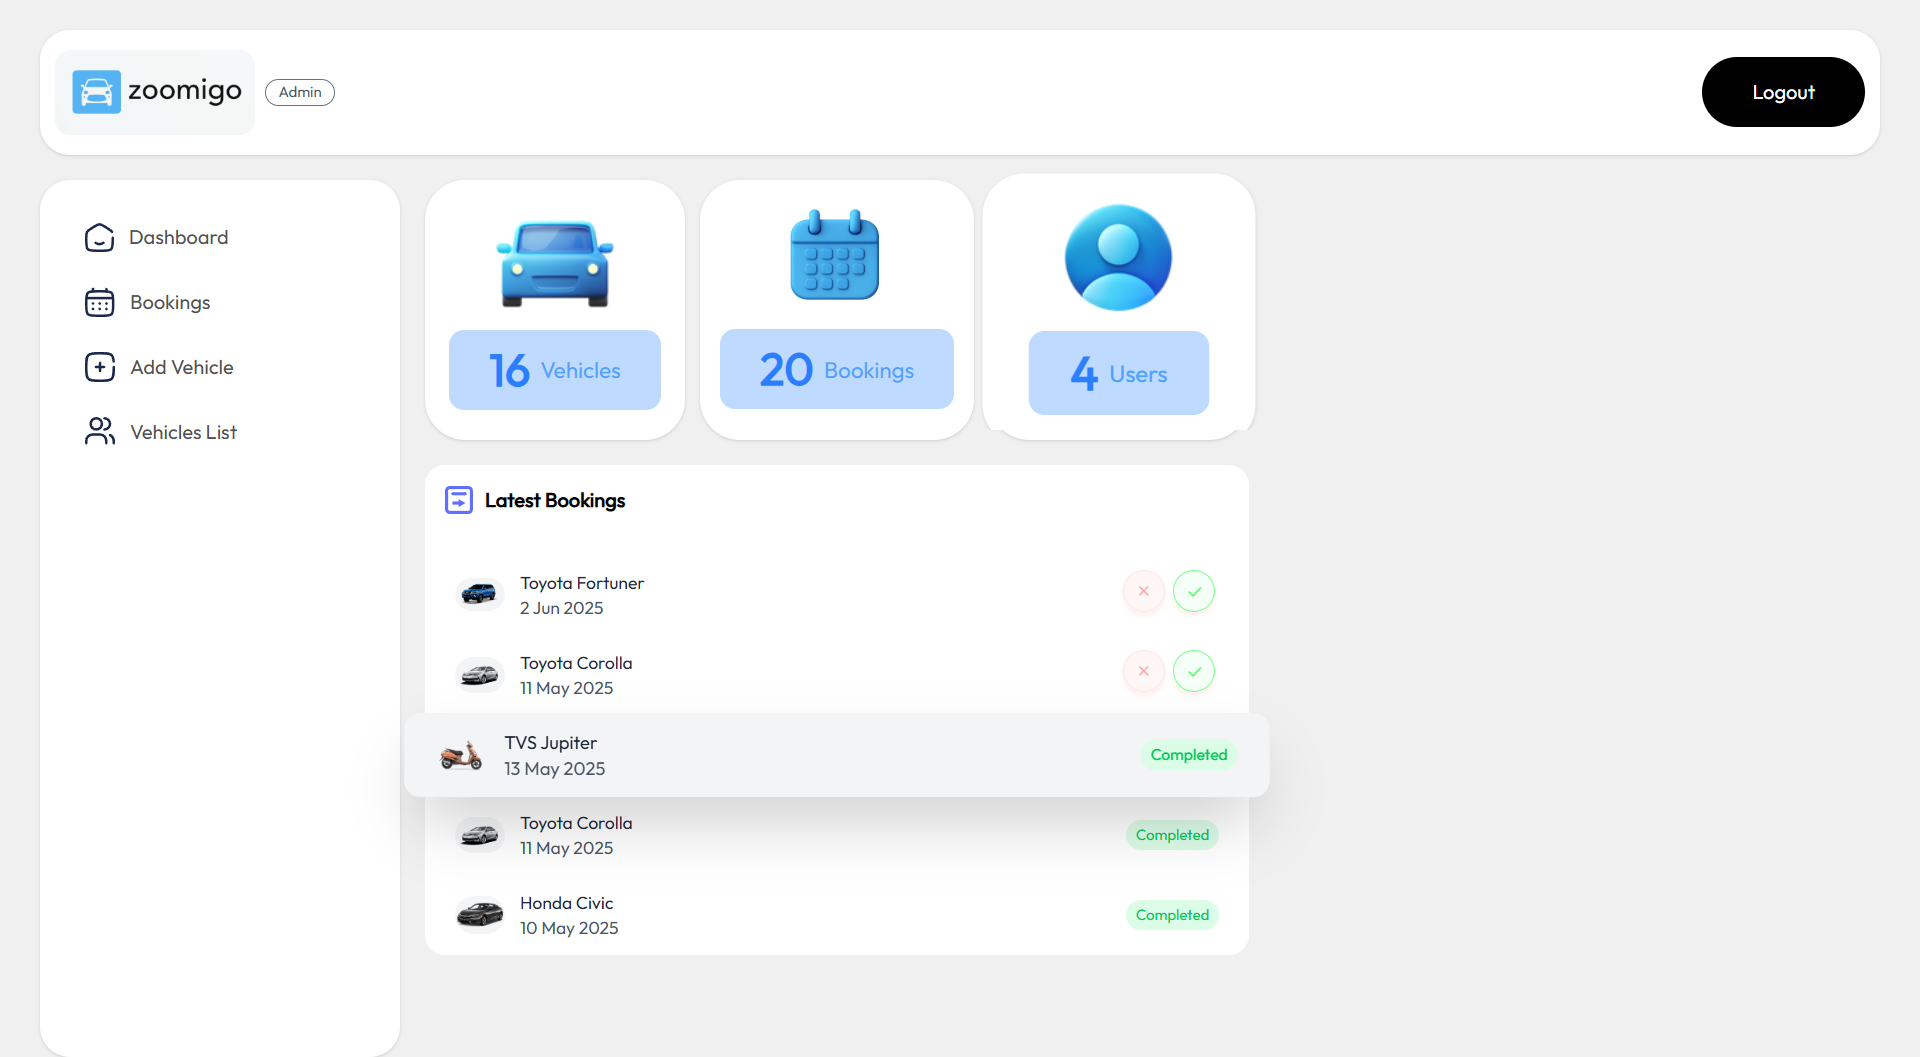 zoomigo
Admin
Logout
Dashboard
Bookings
Add Vehicle
Vehicles List
16 Vehicles
20 Bookings
4 Users
Latest Bookings
Toyota Fortuner
2 Jun 2025
Toyota Corolla
11 May 2025
TVS Jupiter
13 May 2025
Completed
Toyota Corolla
11 May 2025
Completed
Honda Civic
10 May 2025
Completed